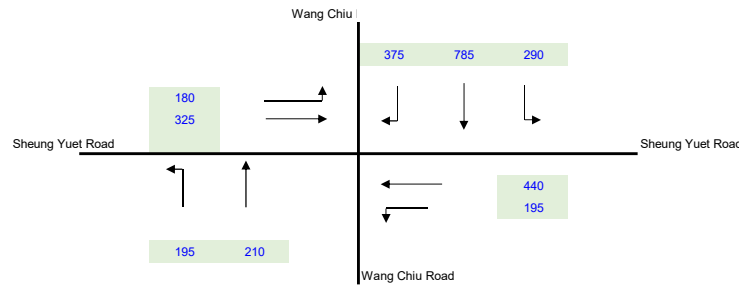 Wang Chiu
375 785 290
180
325
Sheung Yuet Road Sheung Yuet Road
440
195
195 210
Wang Chiu Road